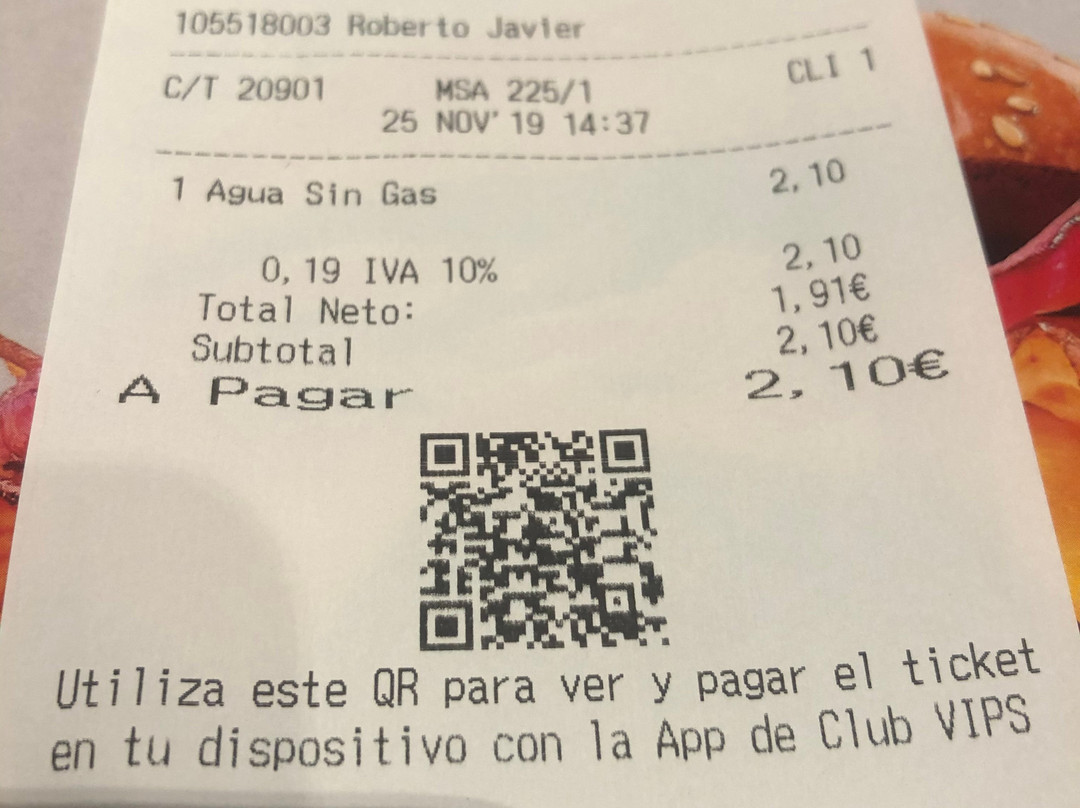 105518003 Roberto Javier
C/T 20901 MSA 225/1 CLI 1
25 NOV'19 14:37
1 Agua Sin Gas 2,10
0,19 IVA 10% 2,10
Total Neto: 1,91€
Subtotal 2,10€
A Pagar 2,10€
Utiliza este QR para ver y pagar el ticket
en tu dispositivo con la App de Club VIPS